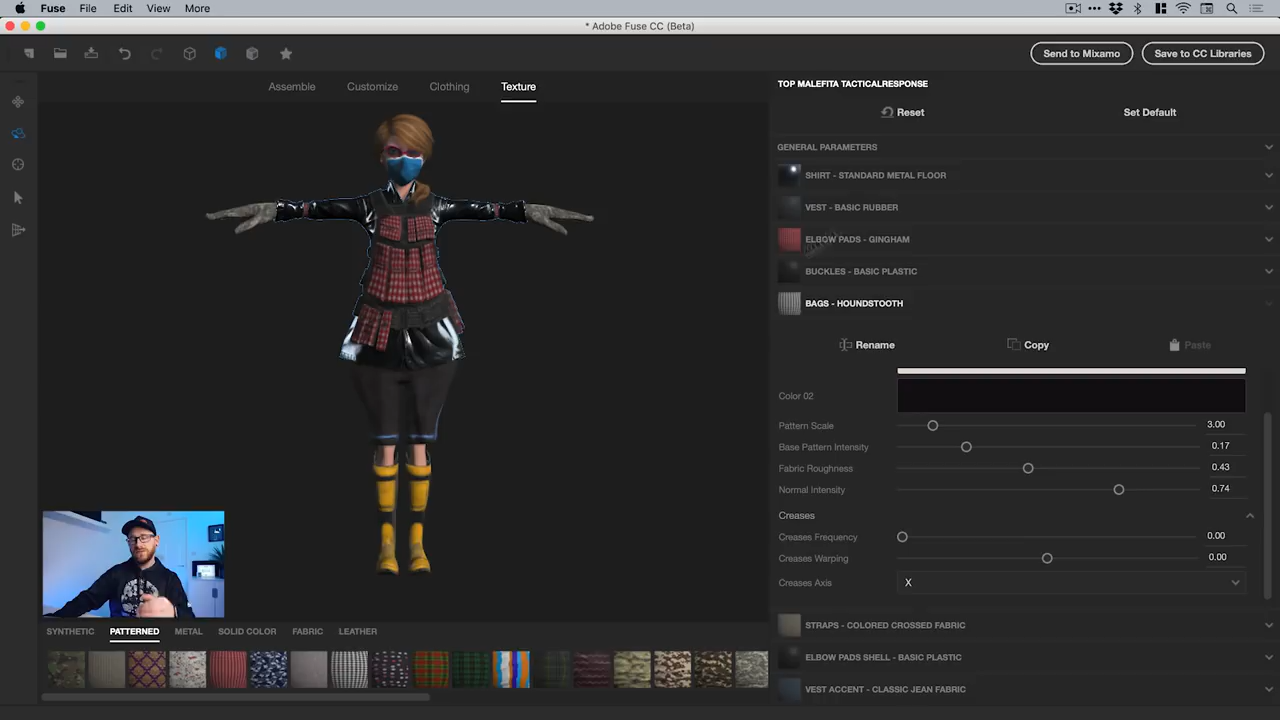 Fuse File Edit View More
* Adobe Fuse CC (Beta)
Send to Mixamo Save to CC Libraries
Assemble Customize Clothing Texture
TOP MALEFITA TACTICALRESPONSE
Reset Set Default
GENERAL PARAMETERS
SHIRT - STANDARD METAL FLOOR
VEST - BASIC RUBBER
ELBOW PADS - GINGHAM
BUCKLES - BASIC PLASTIC
BAGS - HOUNDSTOOTH
Rename Copy Paste
Color 02
Pattern Scale 3.00
Base Pattern Intensity 0.17
Fabric Roughness 0.43
Normal Intensity 0.74
Creases
Creases Frequency 0.00
Creases Warping 0.00
Creases Axis X
STRAPS - COLORED CROSSED FABRIC
ELBOW PADS SHELL - BASIC PLASTIC
VEST ACCENT - CLASSIC JEAN FABRIC
SYNTHETIC PATTERNED METAL SOLID COLOR FABRIC LEATHER